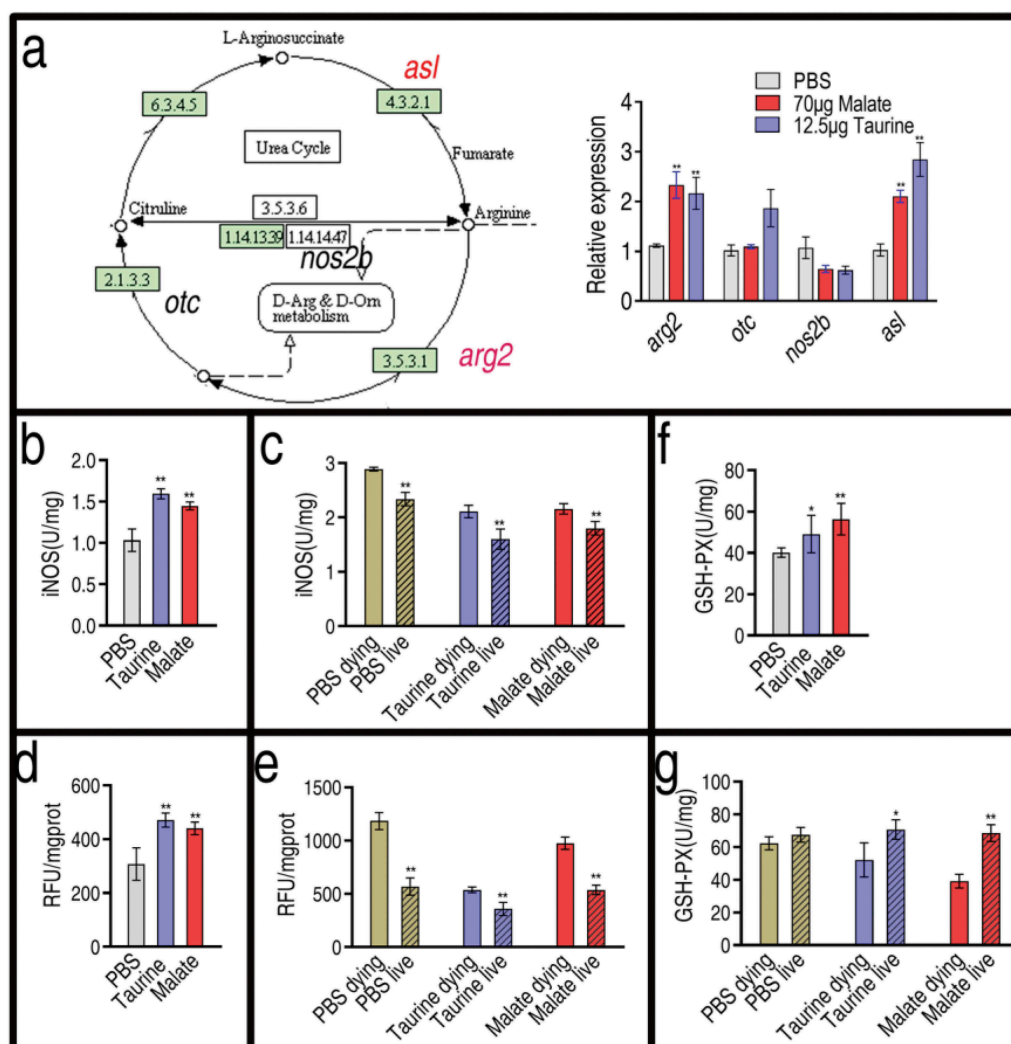 a
L-Arginosuccinate
asl
6.3.4.5
4.3.2.1
Urea Cycle
Fumarate
Citruline
3.5.3.6
Arginine
1.14.13.39
1.14.14.47
nos2b
2.1.3.3
otc
D-Arg & D-Orn
metabolism
3.5.3.1
arg2
PBS
70µg Malate
12.5µg Taurine
Relative expression
4
3
2
1
0
** **
** **
arg2
otc
nos2b
asl
b
iNOS(U/mg)
2.0
1.5
1.0
0.5
0.0
** **
PBS
Taurine
Malate
c
iNOS(U/mg)
3
2
1
0
**
**
**
PBS dying
PBS live
Taurine dying
Taurine live
Malate dying
Malate live
f
GSH-PX(U/mg)
80
60
40
20
0
*
**
PBS
Taurine
Malate
d
RFU/mgprot
600
400
200
0
** **
PBS
Taurine
Malate
e
RFU/mgprot
1500
1000
500
0
**
**
**
PBS dying
PBS live
Taurine dying
Taurine live
Malate dying
Malate live
g
GSH-PX(U/mg)
100
80
60
40
20
0
*
**
PBS dying
PBS live
Taurine dying
Taurine live
Malate dying
Malate live